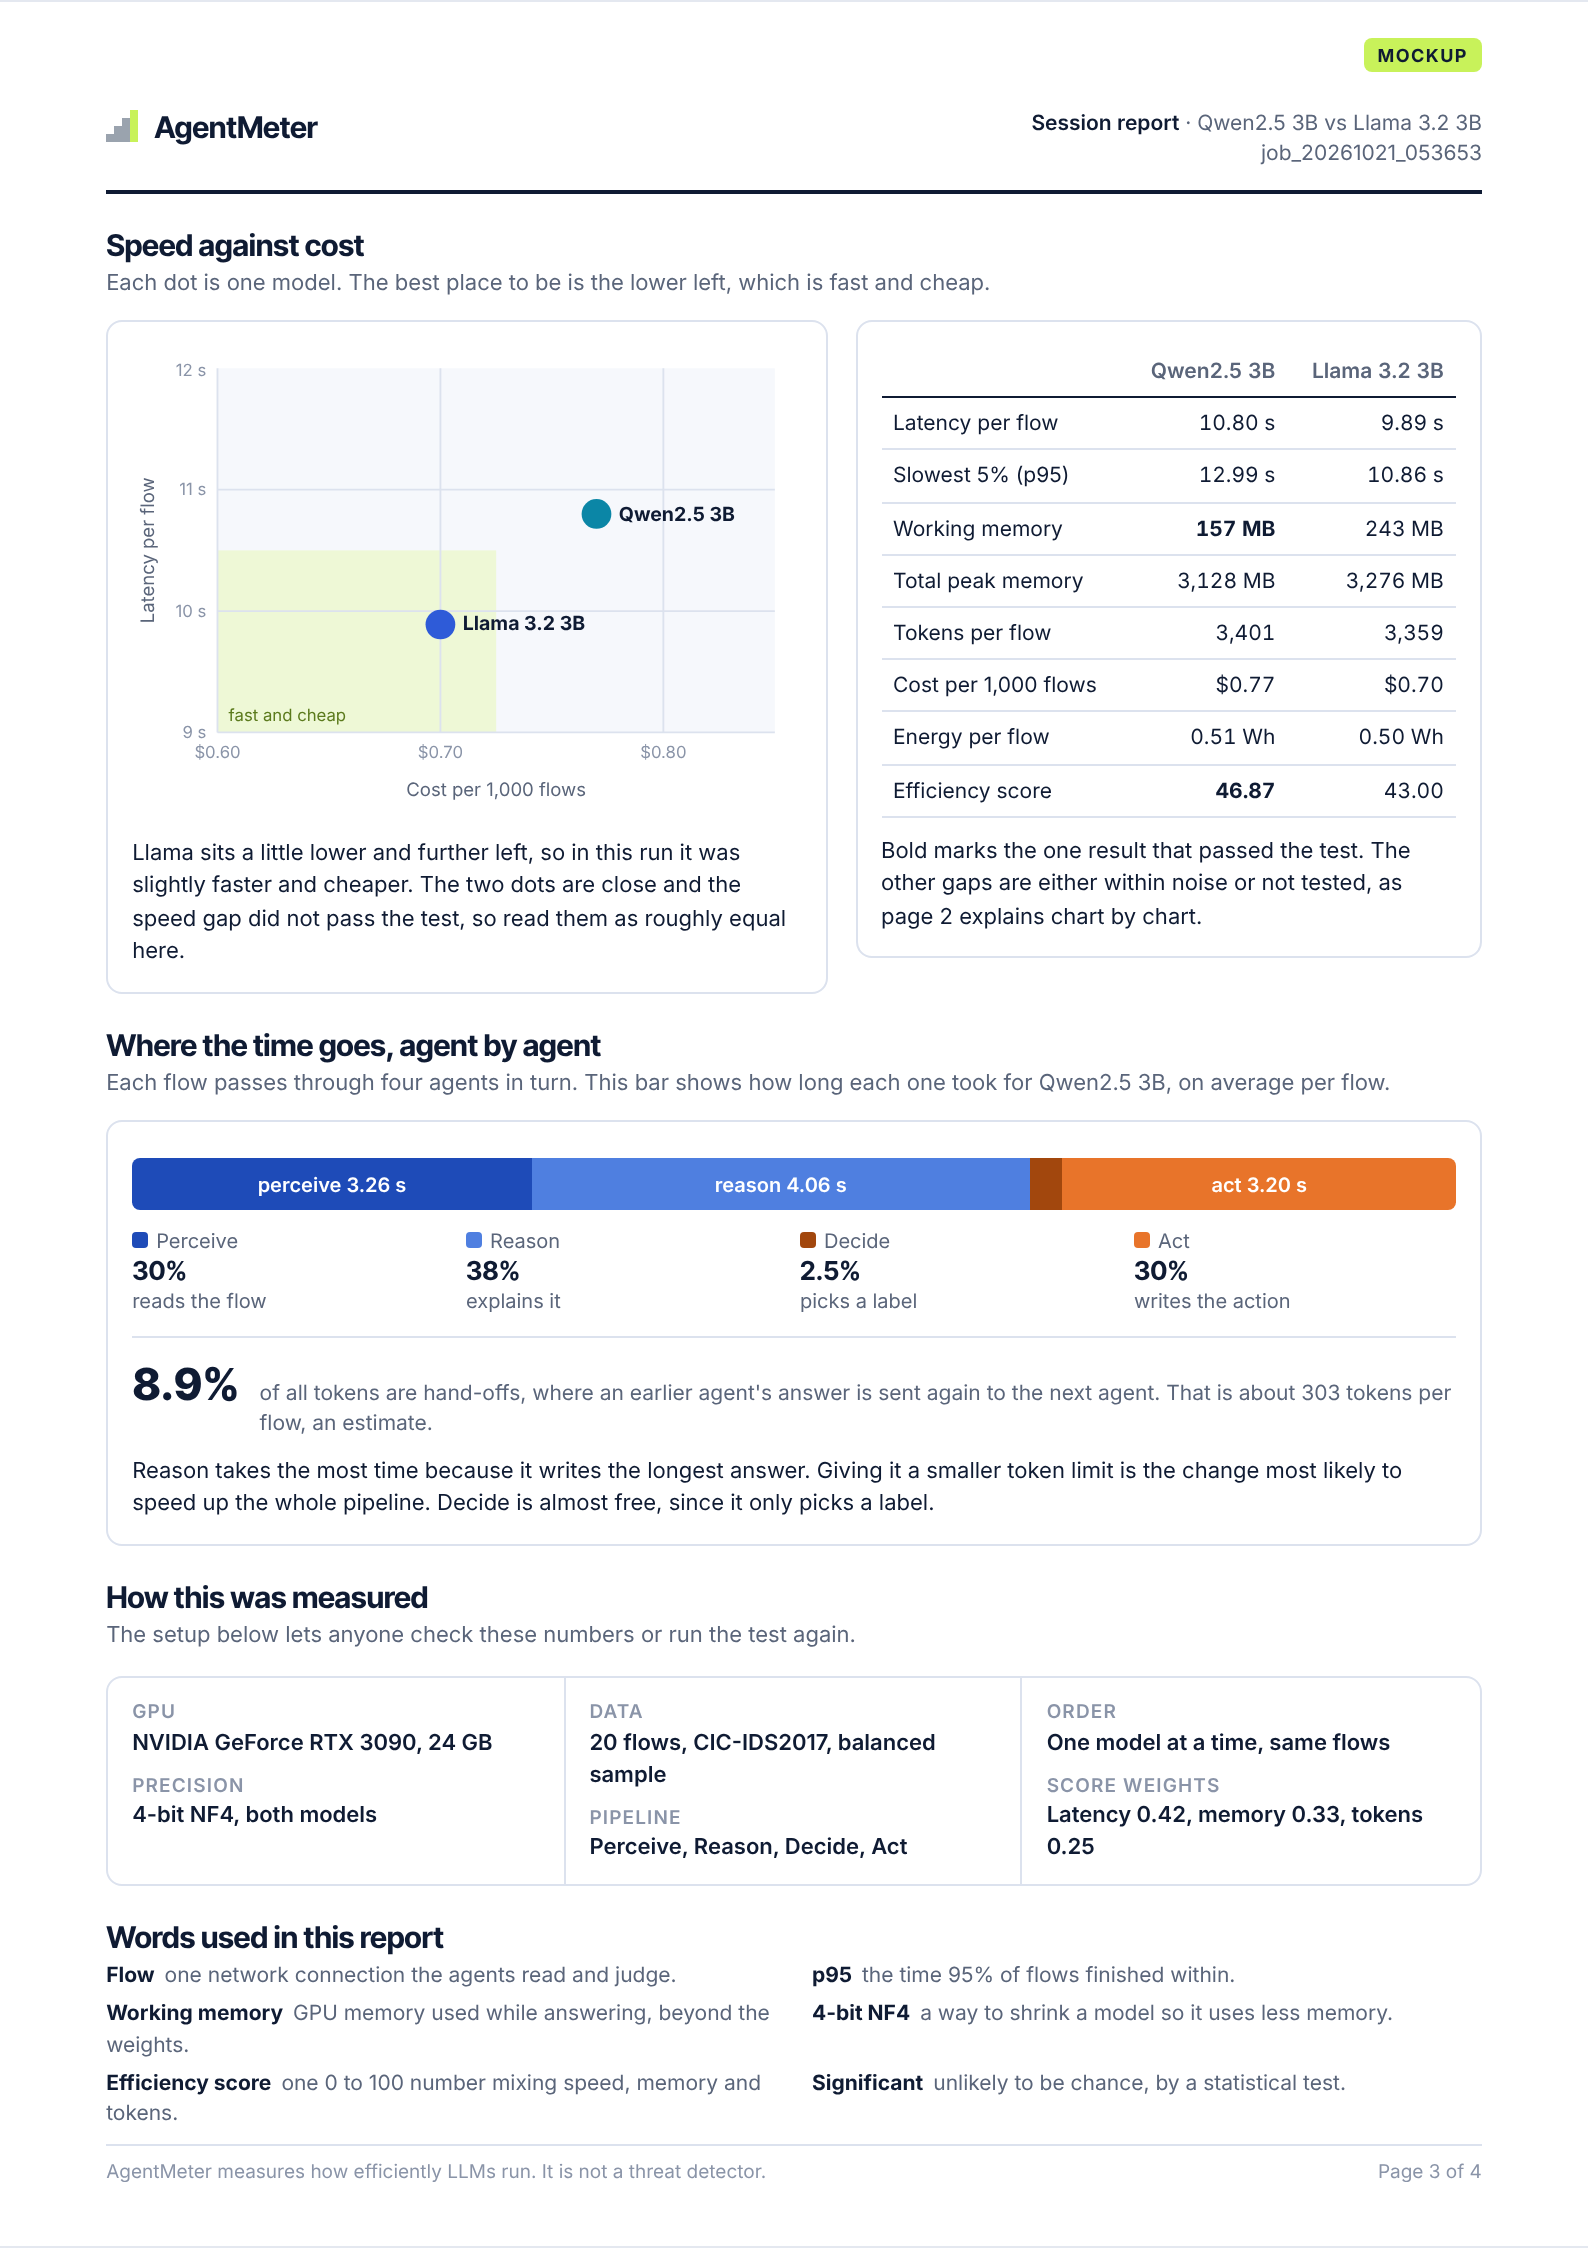 MOCKUP
AgentMeter
Session report · Qwen2.5 3B vs Llama 3.2 3B
job_20261021_053653
Speed against cost
Each dot is one model. The best place to be is the lower left, which is fast and cheap.
12 s
11 s
10 s
9 s
Latency per flow
Qwen2.5 3B
Llama 3.2 3B
fast and cheap
$0.60 $0.70 $0.80
Cost per 1,000 flows
Llama sits a little lower and further left, so in this run it was
slightly faster and cheaper. The two dots are close and the
speed gap did not pass the test, so read them as roughly equal
here.
Qwen2.5 3B Llama 3.2 3B
Latency per flow 10.80 s 9.89 s
Slowest 5% (p95) 12.99 s 10.86 s
Working memory 157 MB 243 MB
Total peak memory 3,128 MB 3,276 MB
Tokens per flow 3,401 3,359
Cost per 1,000 flows $0.77 $0.70
Energy per flow 0.51 Wh 0.50 Wh
Efficiency score 46.87 43.00
Bold marks the one result that passed the test. The
other gaps are either within noise or not tested, as
page 2 explains chart by chart.
Where the time goes, agent by agent
Each flow passes through four agents in turn. This bar shows how long each one took for Qwen2.5 3B, on average per flow.
perceive 3.26 s reason 4.06 s act 3.20 s
Perceive Reason Decide Act
30% 38% 2.5% 30%
reads the flow explains it picks a label writes the action
8.9% of all tokens are hand-offs, where an earlier agent's answer is sent again to the next agent. That is about 303 tokens per
flow, an estimate.
Reason takes the most time because it writes the longest answer. Giving it a smaller token limit is the change most likely to
speed up the whole pipeline. Decide is almost free, since it only picks a label.
How this was measured
The setup below lets anyone check these numbers or run the test again.
GPU
NVIDIA GeForce RTX 3090, 24 GB
PRECISION
4-bit NF4, both models
DATA
20 flows, CIC-IDS2017, balanced
sample
PIPELINE
Perceive, Reason, Decide, Act
ORDER
One model at a time, same flows
SCORE WEIGHTS
Latency 0.42, memory 0.33, tokens
0.25
Words used in this report
Flow one network connection the agents read and judge.
p95 the time 95% of flows finished within.
Working memory GPU memory used while answering, beyond the
weights.
4-bit NF4 a way to shrink a model so it uses less memory.
Efficiency score one 0 to 100 number mixing speed, memory and
tokens.
Significant unlikely to be chance, by a statistical test.
AgentMeter measures how efficiently LLMs run. It is not a threat detector.
Page 3 of 4